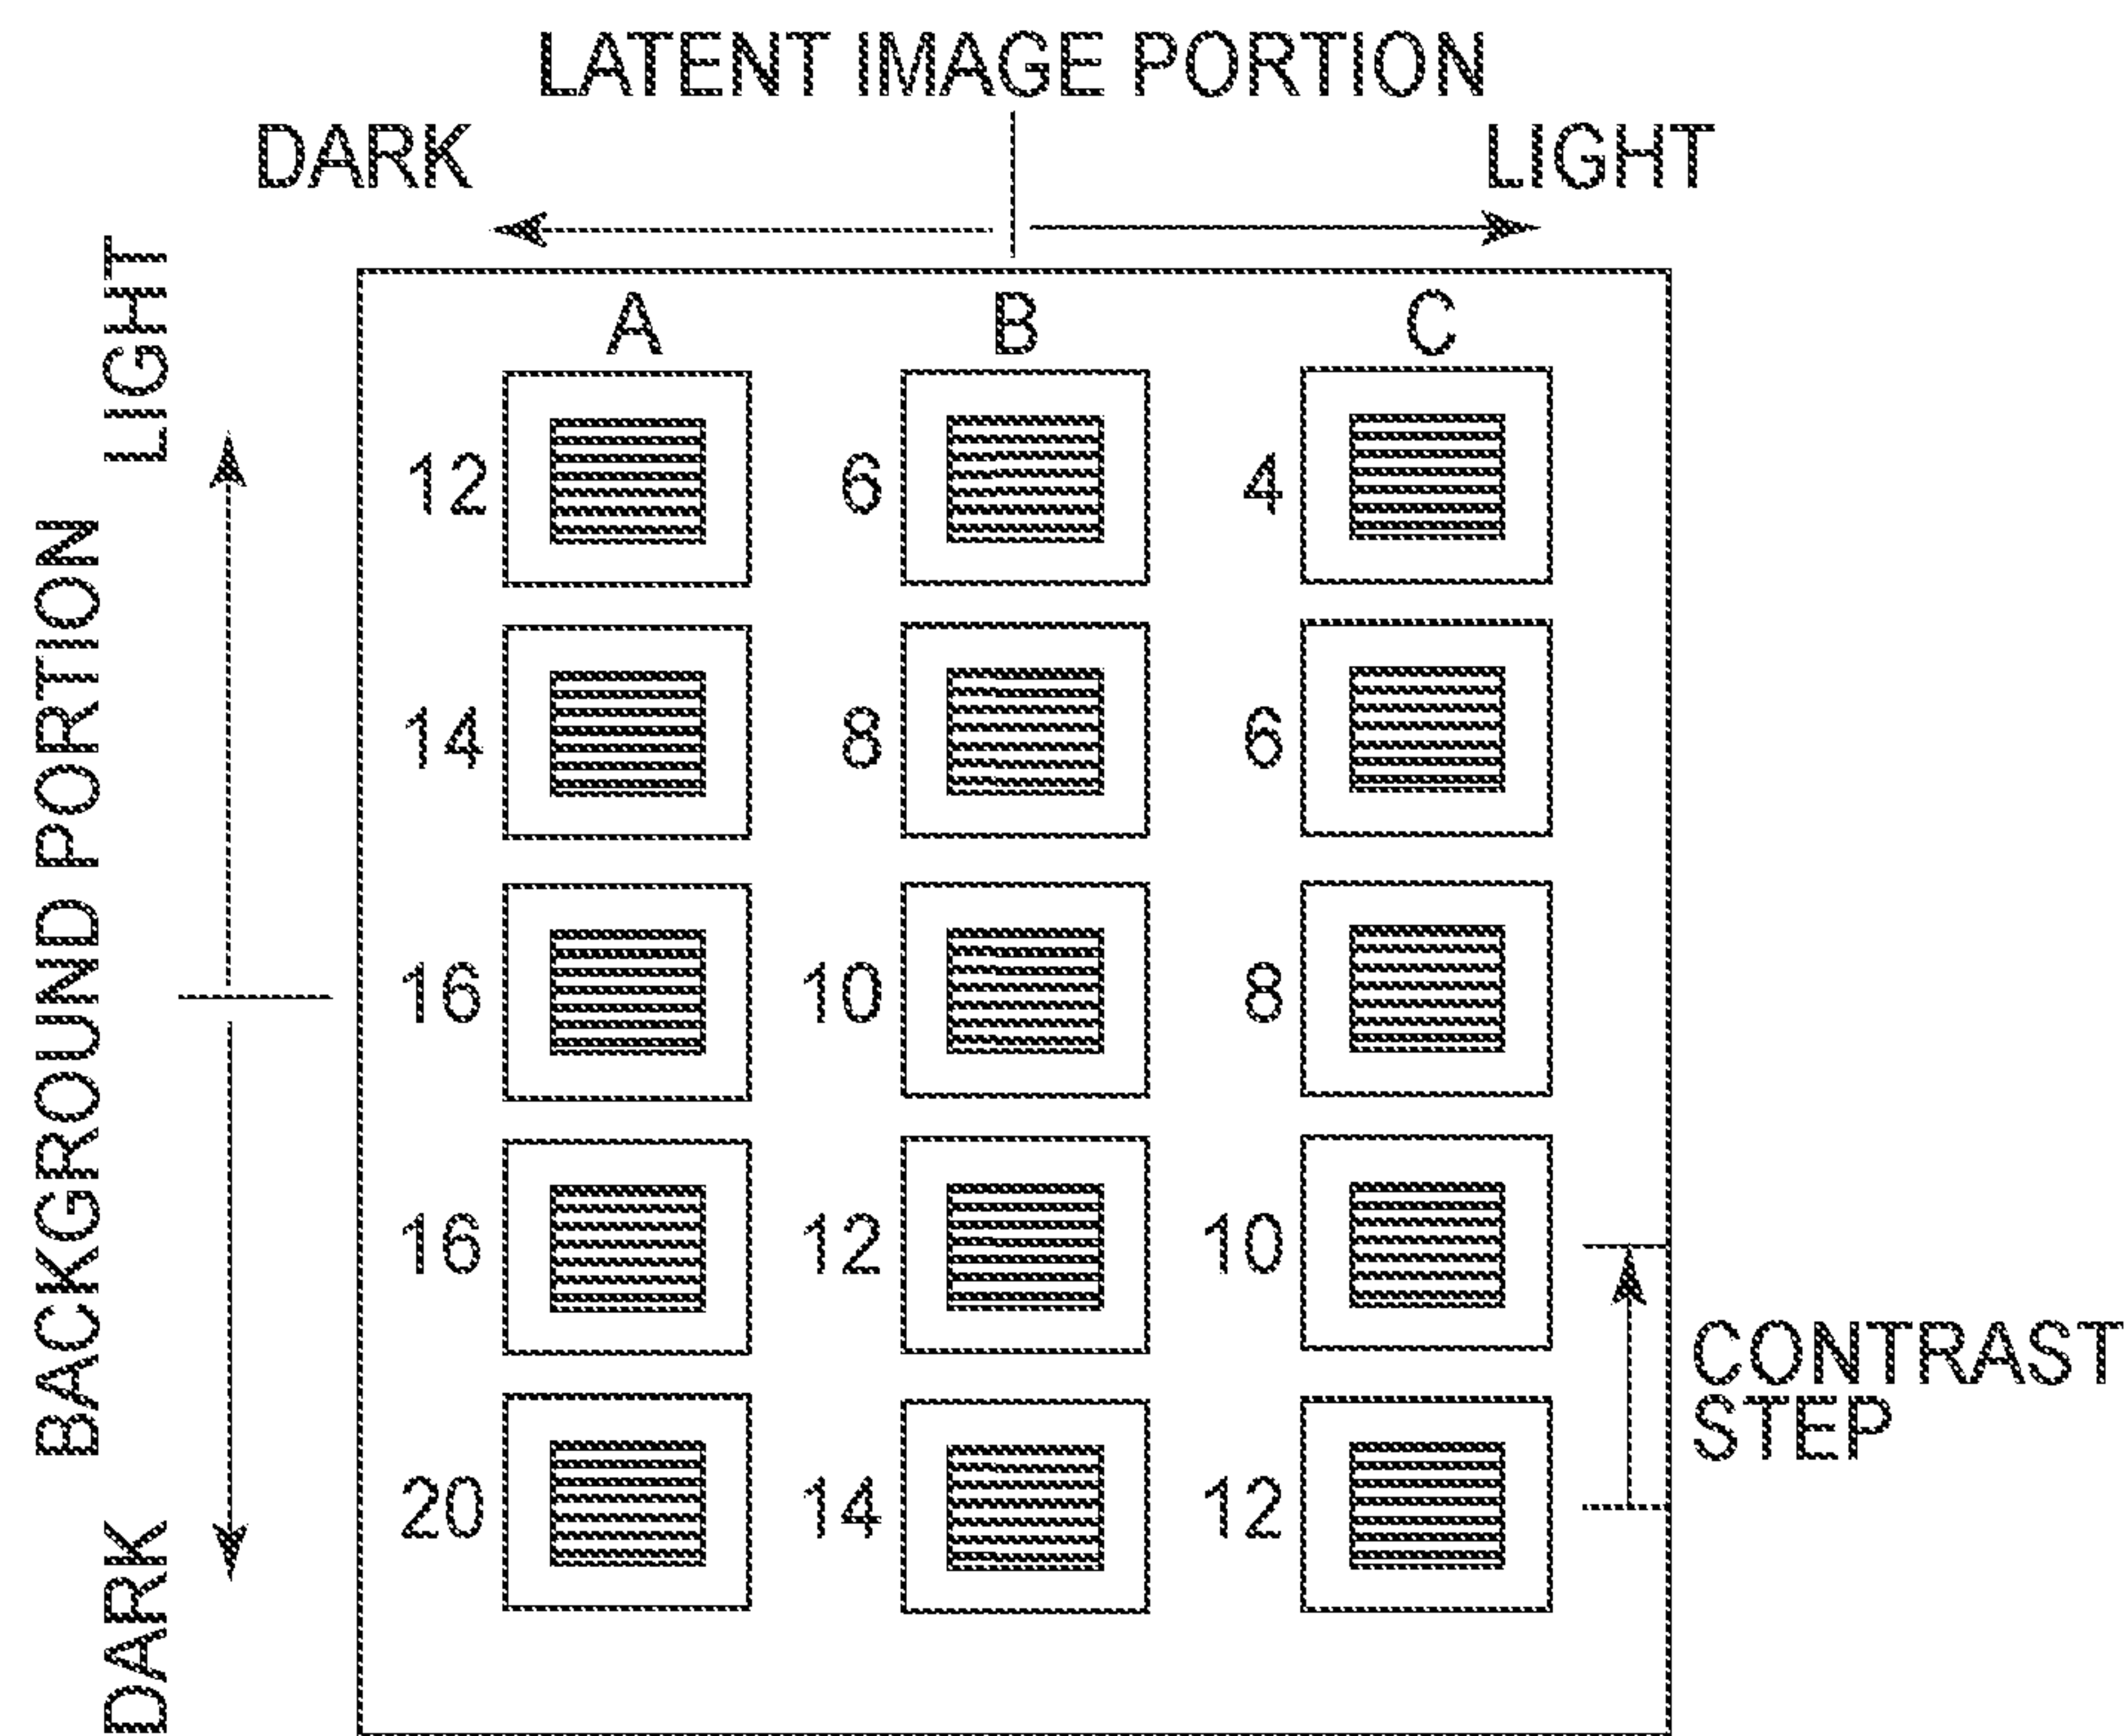 LATENT IMAGE PORTION
DARK LIGHT
BACKGROUND PORTION
LIGHT
DARK
A B C
12 6 4
14 8 6
16 10 8
16 12 10
20 14 12
CONTRAST
STEP